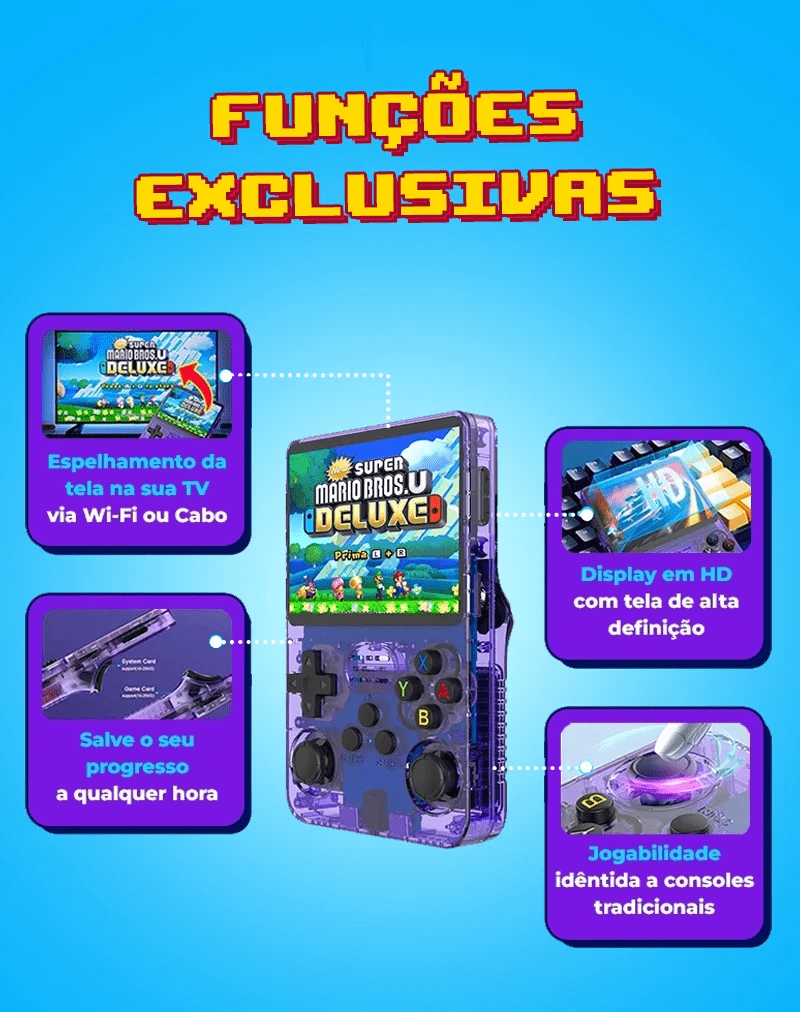 FUNÇÕES
EXCLUSIVAS
SUPER
MARIO BROS.U
DELUXE
Espelhamento da
tela na sua TV
via Wi-Fi ou Cabo
New
SUPER
MARIO BROS.U
DELUXE
Prima L + R
X
Y A
B
HD
Display em HD
com tela de alta
definição
System Card
Game Card
Salve o seu
progresso
a qualquer hora
B
Jogabilidade
idêntida a consoles
tradicionais